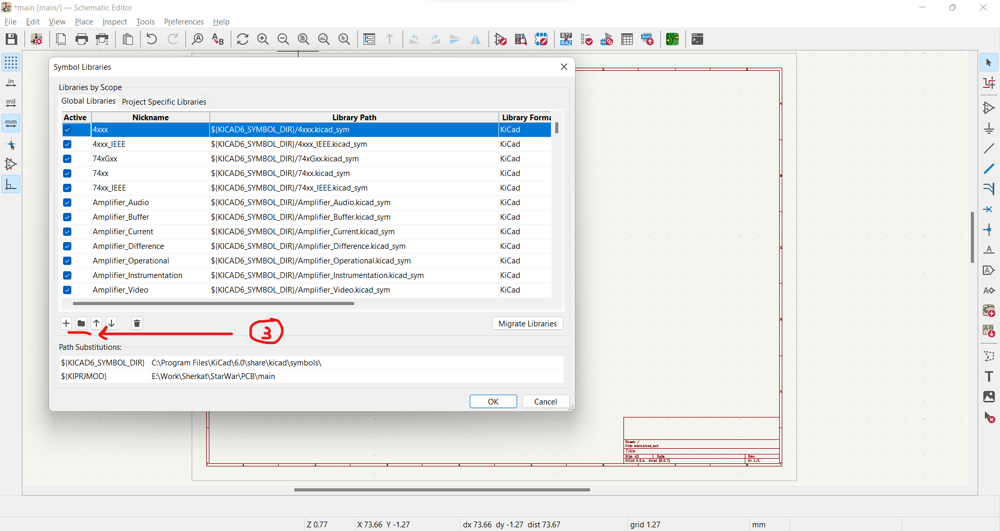 *main [main/] — Schematic Editor
File Edit View Place Inspect Tools Preferences Help
A
A B
R??
R42
bom
in
mil
mm
Symbol Libraries
Libraries by Scope
Global Libraries Project Specific Libraries
Active Nickname Library Path Library Forma
4xxx ${KICAD6_SYMBOL_DIR}/4xxx.kicad_sym KiCad
4xxx_IEEE ${KICAD6_SYMBOL_DIR}/4xxx_IEEE.kicad_sym KiCad
74xGxx ${KICAD6_SYMBOL_DIR}/74xGxx.kicad_sym KiCad
74xx ${KICAD6_SYMBOL_DIR}/74xx.kicad_sym KiCad
74xx_IEEE ${KICAD6_SYMBOL_DIR}/74xx_IEEE.kicad_sym KiCad
Amplifier_Audio ${KICAD6_SYMBOL_DIR}/Amplifier_Audio.kicad_sym KiCad
Amplifier_Buffer ${KICAD6_SYMBOL_DIR}/Amplifier_Buffer.kicad_sym KiCad
Amplifier_Current ${KICAD6_SYMBOL_DIR}/Amplifier_Current.kicad_sym KiCad
Amplifier_Difference ${KICAD6_SYMBOL_DIR}/Amplifier_Difference.kicad_sym KiCad
Amplifier_Operational ${KICAD6_SYMBOL_DIR}/Amplifier_Operational.kicad_sym KiCad
Amplifier_Instrumentation ${KICAD6_SYMBOL_DIR}/Amplifier_Instrumentation.kicad_sym KiCad
Amplifier_Video ${KICAD6_SYMBOL_DIR}/Amplifier_Video.kicad_sym KiCad
Migrate Libraries
3
Path Substitutions:
${KICAD6_SYMBOL_DIR} C:\Program Files\KiCad\6.0\share\kicad\symbols\
${KIPRJMOD} E:\Work\Sherkat\StarWar\PCB\main
OK Cancel
Sheet: /
File: main.kicad_sch
Title:
Size: A3 Date: Rev:
KiCad E.D.A. kicad (6.0.7) Id: 1/1
A
A
A
A
T
Z 0.77 X 73.66 Y -1.27 dx 73.66 dy -1.27 dist 73.67 grid 1.27 mm